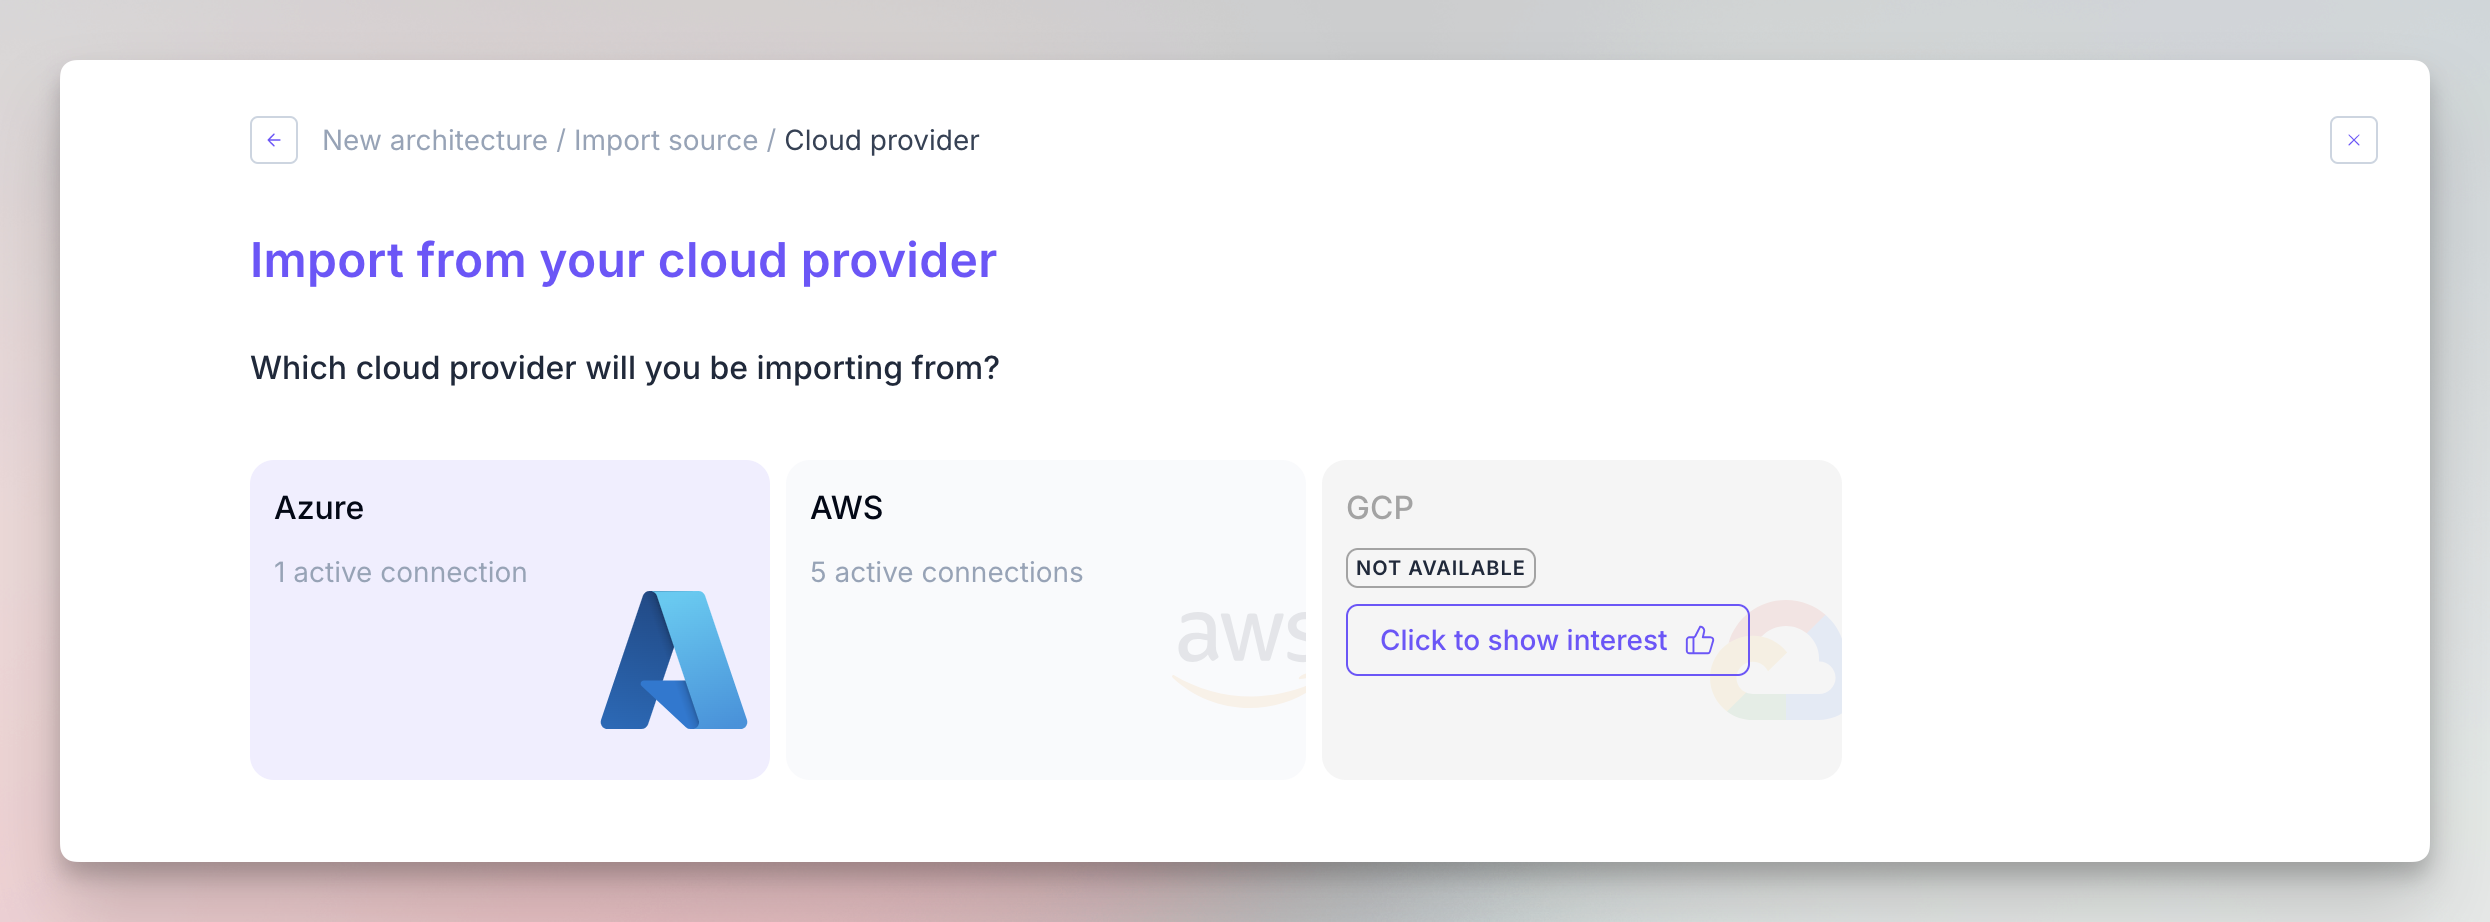 New architecture / Import source / Cloud provider
Import from your cloud provider
Which cloud provider will you be importing from?
Azure
1 active connection
AWS
5 active connections
aws
GCP
NOT AVAILABLE
Click to show interest